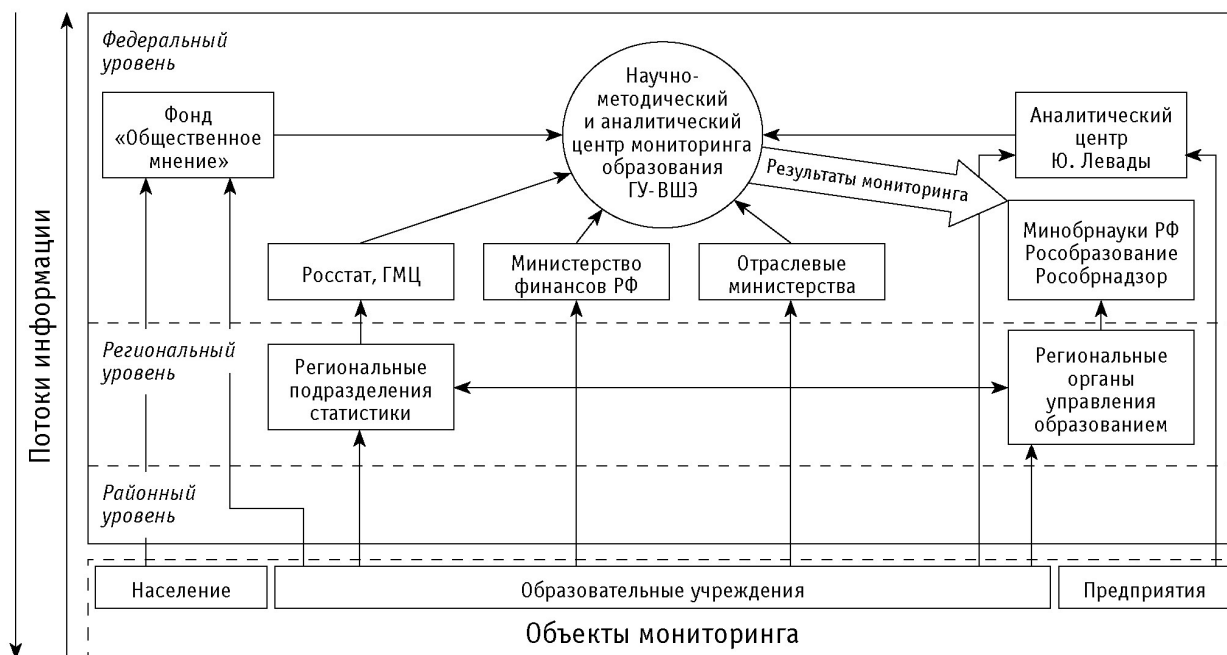 Потоки информации
Федеральный
уровень
Фонд
«Общественное
мнение»
Научно-
методический
и аналитический
центр мониторинга
образования
ГУ-ВШЭ
Аналитический
центр
Ю. Левады
Результаты мониторинга
Росстат, ГМЦ
Министерство
финансов РФ
Отраслевые
министерства
Минобрнауки РФ
Рособразование
Рособрнадзор
Региональный
уровень
Региональные
подразделения
статистики
Региональные
органы
управления
образованием
Районный
уровень
Население
Образовательные учреждения
Предприятия
Объекты мониторинга